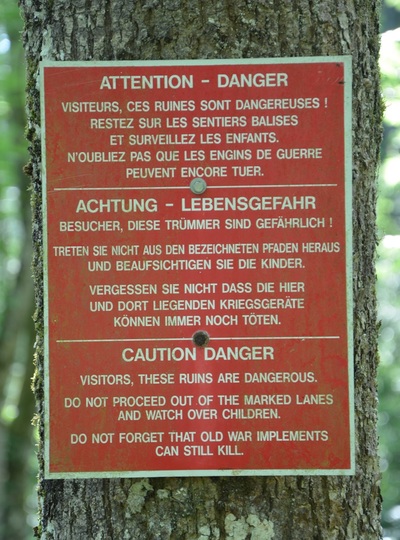 ATTENTION - DANGER
VISITEURS, CES RUINES SONT DANGEREUSES !
RESTEZ SUR LES SENTIERS BALISES
ET SURVEILLEZ LES ENFANTS.
N'OUBLIEZ PAS QUE LES ENGINS DE GUERRE
PEUVENT ENCORE TUER.
ACHTUNG - LEBENSGEFAHR
BESUCHER, DIESE TRÜMMER SIND GEFÄHRLICH !
TRETEN SIE NICHT AUS DEN BEZEICHNETEN PFADEN HERAUS
UND BEAUFSICHTIGEN SIE DIE KINDER.
VERGESSEN SIE NICHT DASS DIE HIER
UND DORT LIEGENDEN KRIEGSGERÄTE
KÖNNEN IMMER NOCH TÖTEN.
CAUTION DANGER
VISITORS, THESE RUINS ARE DANGEROUS.
DO NOT PROCEED OUT OF THE MARKED LANES
AND WATCH OVER CHILDREN.
DO NOT FORGET THAT OLD WAR IMPLEMENTS
CAN STILL KILL.